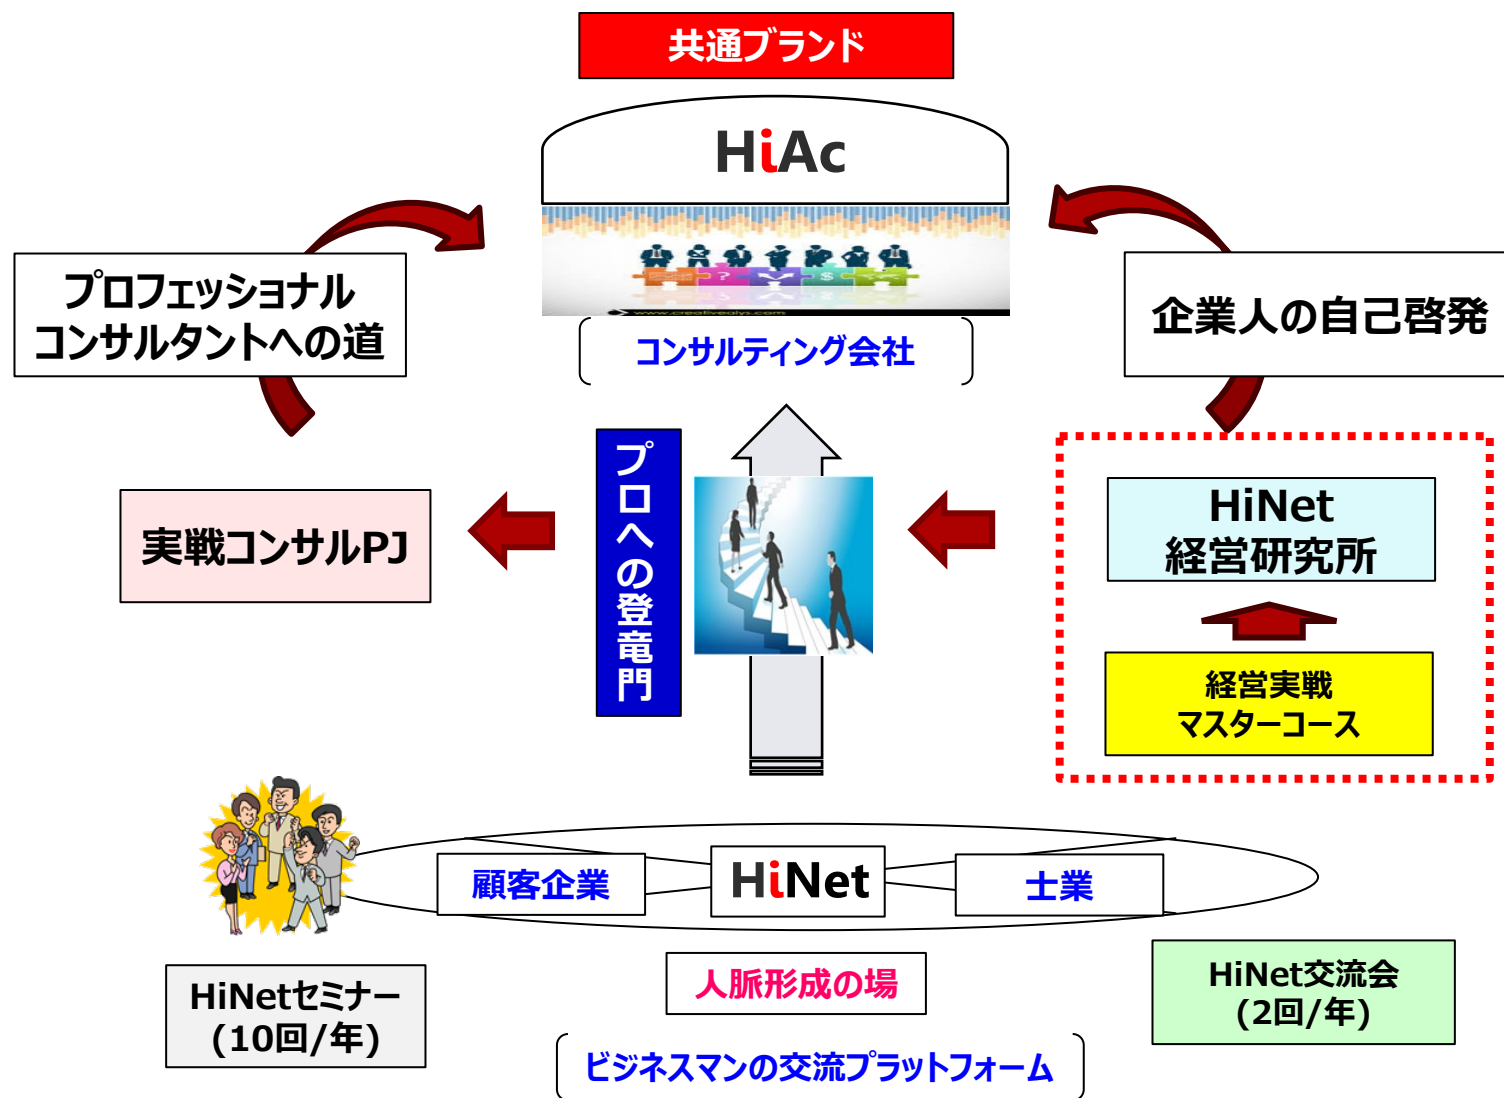 共通ブランド
HiAc
www.creativealys.com
コンサルティング会社
プロフェッショナル
コンサルタントへの道
企業人の自己啓発
プロへの登竜門
実戦コンサルPJ
HiNet
経営研究所
経営実戦
マスターコース
顧客企業
HiNet
士業
HiNetセミナー
(10回/年)
人脈形成の場
HiNet交流会
(2回/年)
ビジネスマンの交流プラットフォーム